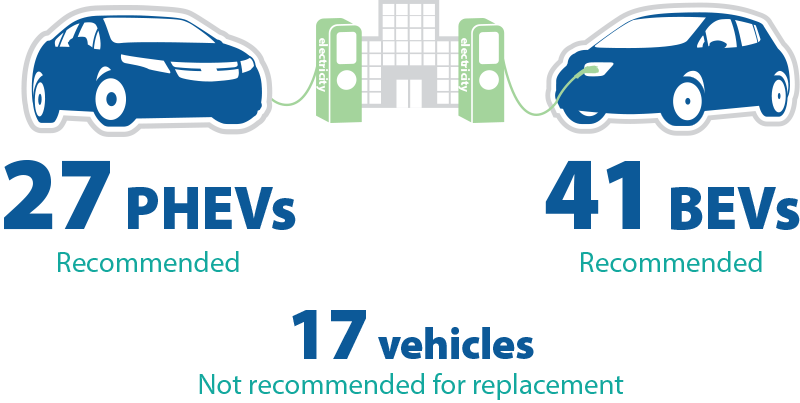 electricity
electricity
27 PHEVs
Recommended
41 BEVs
Recommended
17 vehicles
Not recommended for replacement